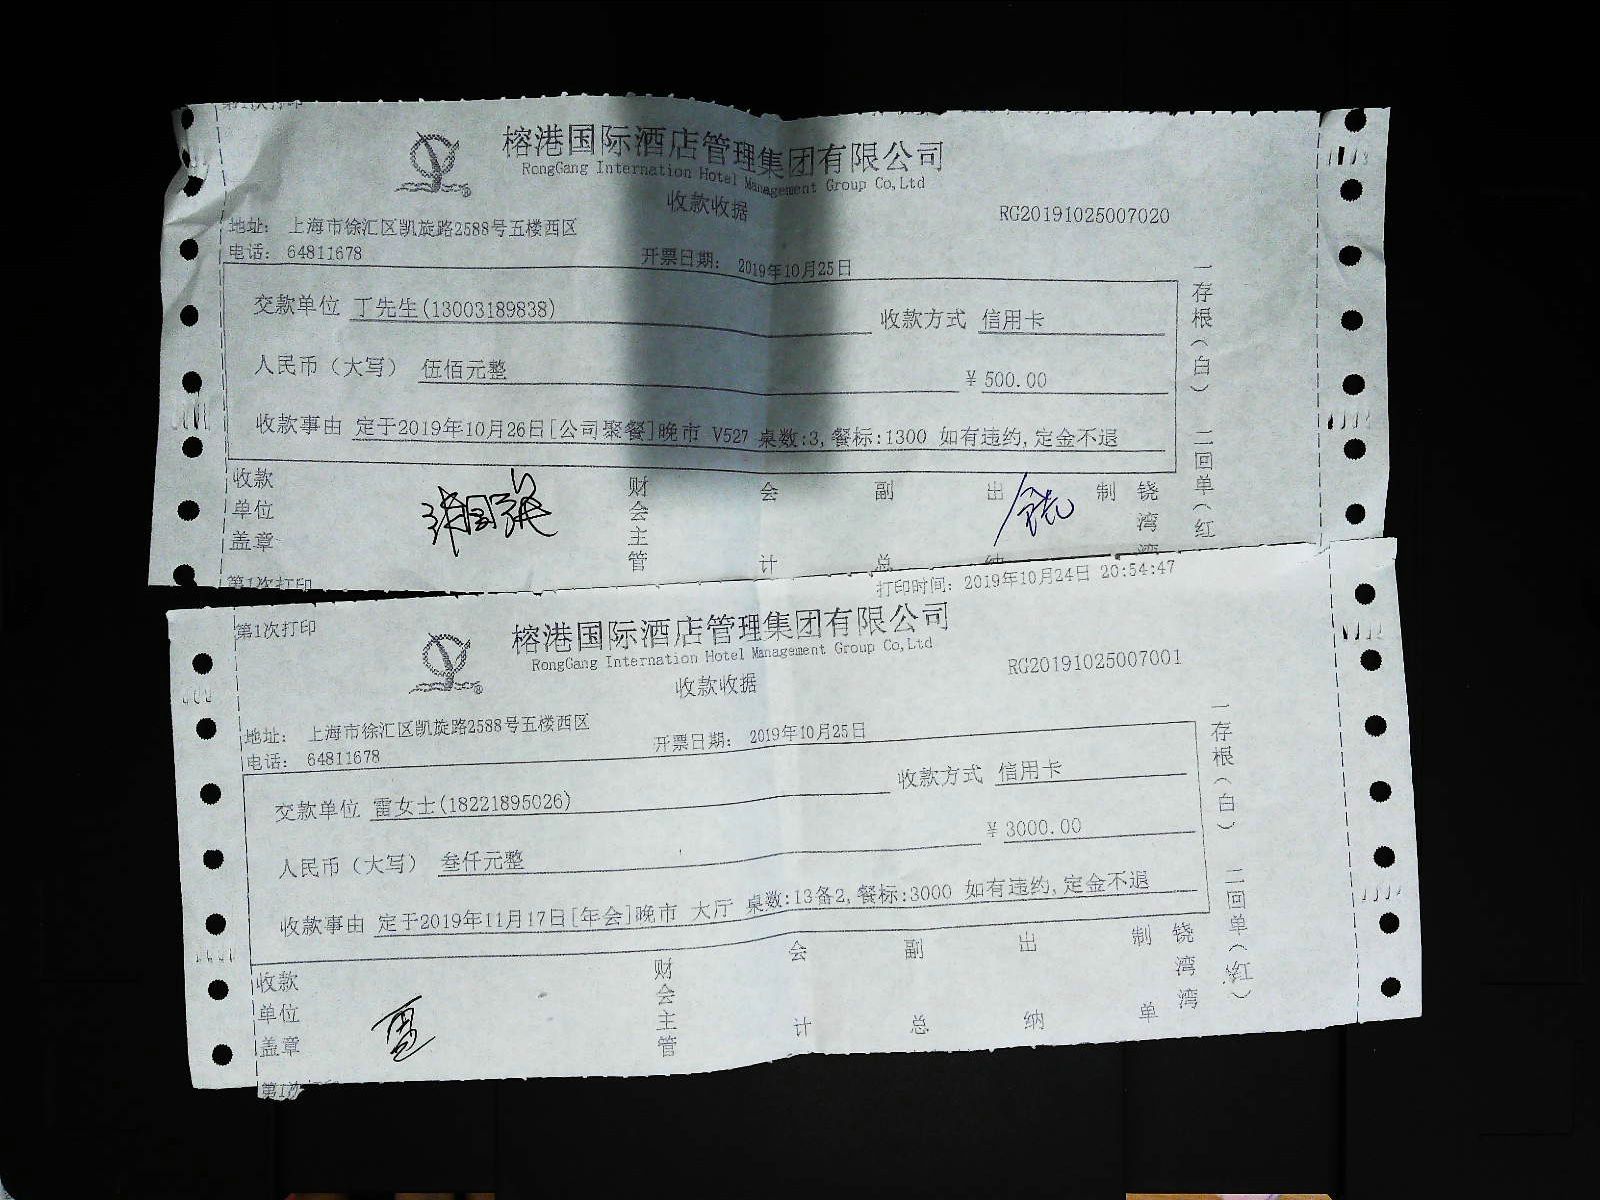 榕港国际酒店管理集团有限公司
RongGang Internation Hotel Management Group Co,Ltd
收款收据
RG20191025007020
地址: 上海市徐汇区凯旋路2588号五楼西区
电话: 64811678 开票日期: 2019年10月25日
交款单位 丁先生(13003189838) 收款方式 信用卡
人民币（大写） 伍佰元整 ¥ 500.00
收款事由 定于2019年10月26日[公司聚餐]晚市 V527 桌数:3,餐标:1300 如有违约,定金不退
一存根（白） 二回单（红
收款单位盖章 财会主管 会计 副总 出纳 制 饶湾
第1次打印
打印时间: 2019年10月24日 20:54:47
第1次打印
榕港国际酒店管理集团有限公司
RongGang Internation Hotel Management Group Co,Ltd
收款收据
RG20191025007001
地址: 上海市徐汇区凯旋路2588号五楼西区
电话: 64811678 开票日期: 2019年10月25日
交款单位 雷女士(18221895026) 收款方式 信用卡
人民币（大写） 叁仟元整 ¥ 3000.00
收款事由 定于2019年11月17日[年会]晚市 大厅 桌数:13备2,餐标:3000 如有违约,定金不退
一存根（白） 二回单（红）
收款单位盖章 财会主管 会计 副总 出纳 制单 饶湾湾